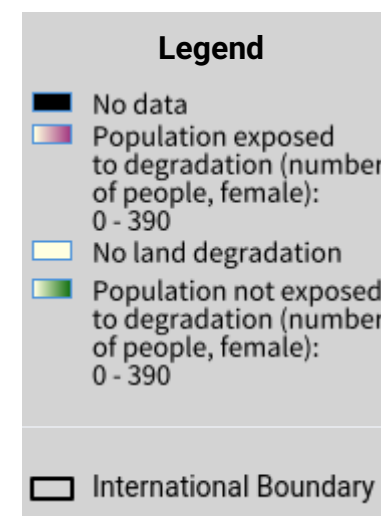 Legend
No data
Population exposed
to degradation (number
of people, female):
0 - 390
No land degradation
Population not exposed
to degradation (number
of people, female):
0 - 390
International Boundary